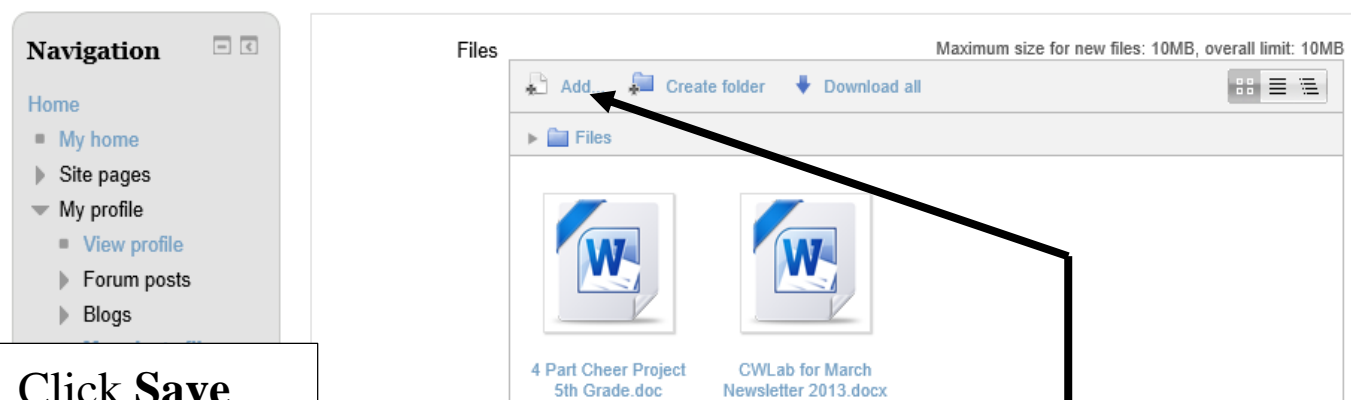 Navigation
Home
My home
Site pages
My profile
View profile
Forum posts
Blogs
Click Save
Files
Maximum size for new files: 10MB, overall limit: 10MB
Add...
Create folder
Download all
Files
W
W
4 Part Cheer Project
5th Grade.doc
CWLab for March
Newsletter 2013.docx